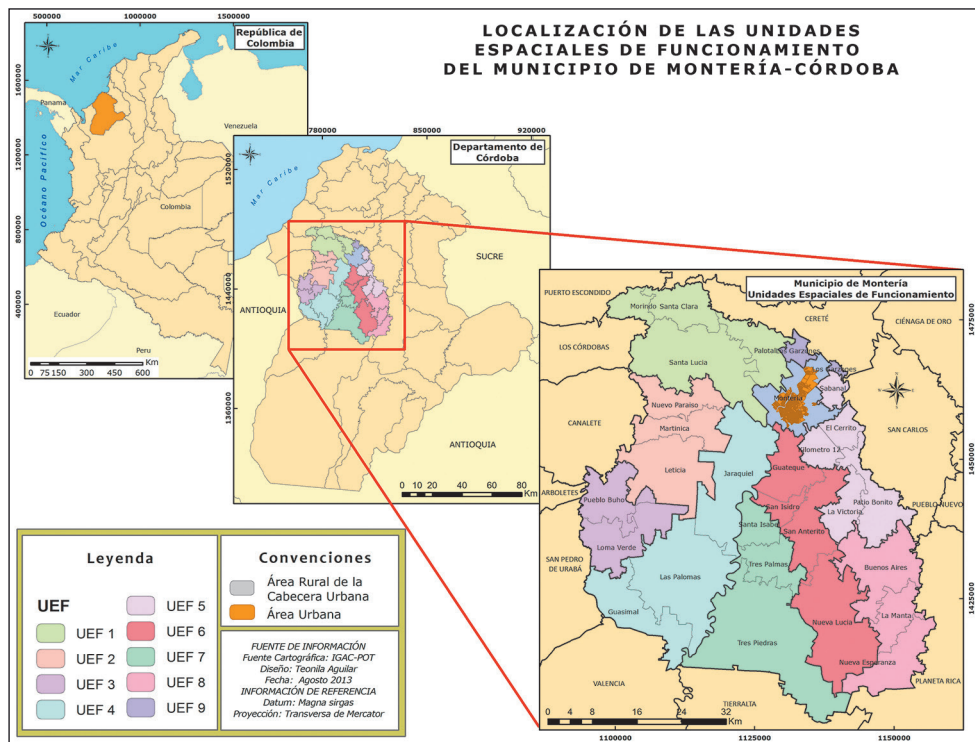 LOCALIZACIÓN DE LAS UNIDADES
ESPACIALES DE FUNCIONAMIENTO
DEL MUNICIPIO DE MONTERÍA-CÓRDOBA
500000
1000000
1500000
República de
Colombia
Mar Caribe
Panama
Venezuela
Océano Pacífico
Colombia
Ecuador
Peru
1600000
1200000
800000
400000
Km
0 75 150 300 450 600
780000
850000
920000
Departamento de
Córdoba
Mar Caribe
SUCRE
ANTIOQUIA
ANTIOQUIA
1520000
1440000
1360000
Km
0 10 20 40 60 80
Municipio de Montería
Unidades Espaciales de Funcionamiento
PUERTO ESCONDIDO
Morindo Santa Clara
CERETÉ
CIÉNAGA DE ORO
LOS CÓRDOBAS
Santa Lucia
Palotal
Los Garzones
Los Garzones
Sabanal
Montería
Nuevo Paraiso
CANALETE
Martinica
El Cerrito
SAN CARLOS
Kilometro 12
Guateque
Leticia
Jaraquiel
ARBOLETES
Pueblo Buho
Patio Bonito
PUEBLO NUEVO
San Isidro
La Victoria
Santa Isabel
San Anterito
Loma Verde
SAN PEDRO
DE URABÁ
Buenos Aires
Tres Palmas
Las Palomas
Guasimal
La Manta
Nueva Lucia
Tres Piedras
Nueva Esperanza
VALENCIA
PLANETA RICA
TIERRALTA
1475000
1450000
1425000
0 4 8 16 24 32
Km
1100000
1125000
1150000
Leyenda
UEF
UEF 1
UEF 2
UEF 3
UEF 4
UEF 5
UEF 6
UEF 7
UEF 8
UEF 9
Convenciones
Área Rural de la
Cabecera Urbana
Área Urbana
FUENTE DE INFORMACIÓN
Fuente Cartográfica: IGAC-POT
Diseño: Teonila Aguilar
Fecha: Agosto 2013
INFORMACIÓN DE REFERENCIA
Datum: Magna sirgas
Proyección: Transversa de Mercator